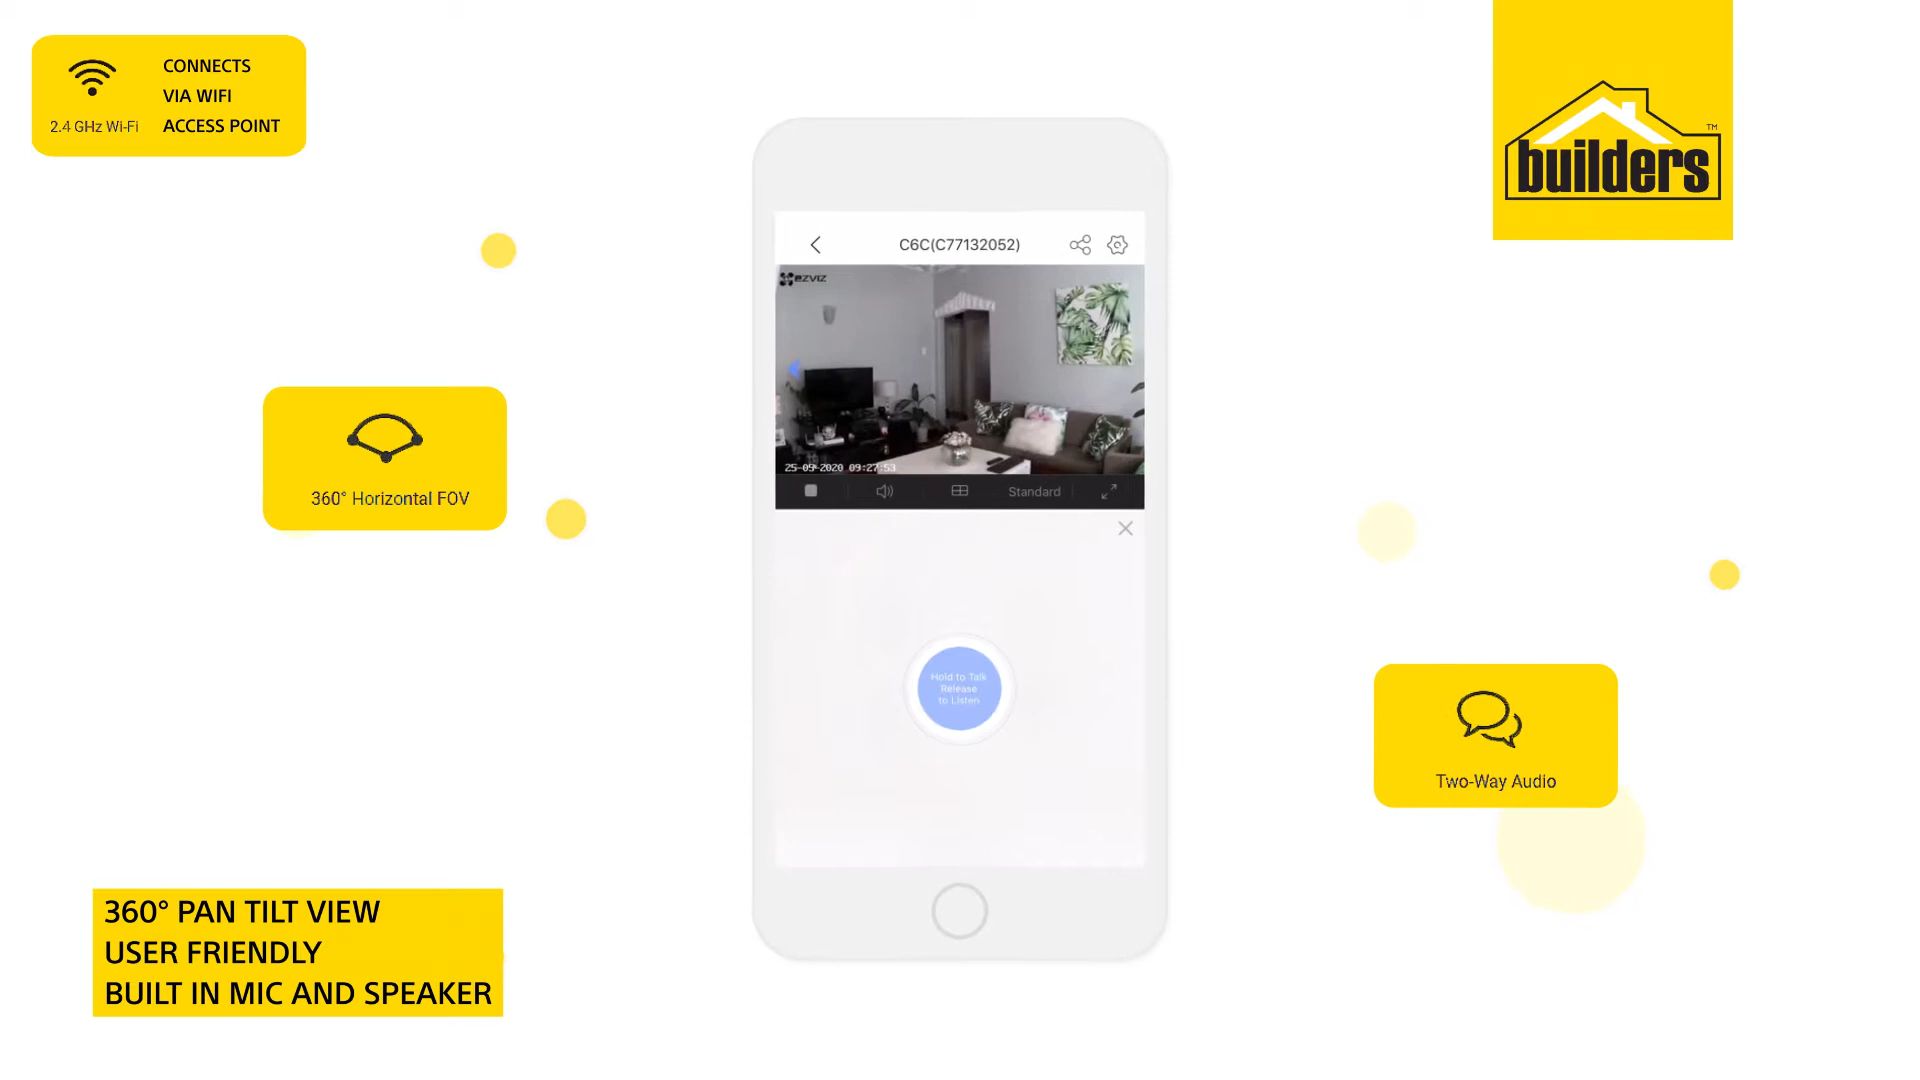 CONNECTS
VIA WIFI
2.4 GHz Wi-Fi
ACCESS POINT
builders
TM
C6C(C77132052)
ezviz
25-09-2020 09:27:53
Standard
360° Horizontal FOV
Hold to Talk
Release
to Listen
Two-Way Audio
360° PAN TILT VIEW
USER FRIENDLY
BUILT IN MIC AND SPEAKER